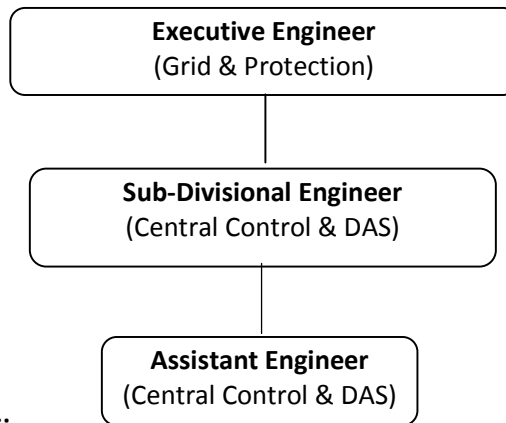 Executive Engineer
(Grid & Protection)
Sub-Divisional Engineer
(Central Control & DAS)
Assistant Engineer
(Central Control & DAS)